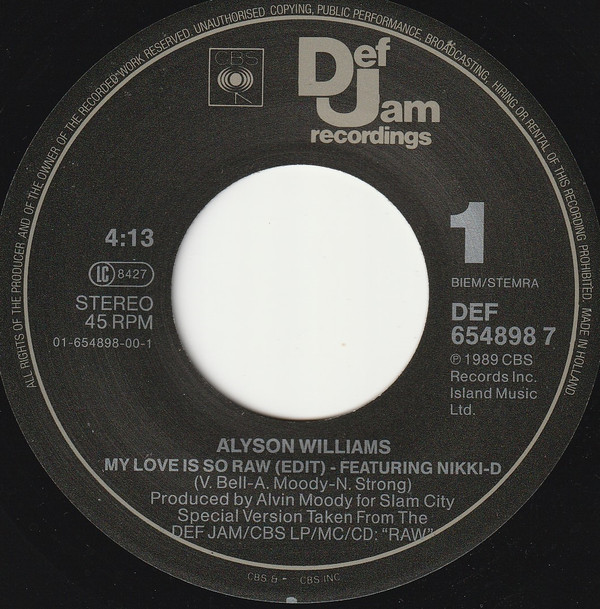 ALL RIGHTS OF THE PRODUCER AND OF THE OWNER OF THE RECORDED WORK RESERVED. UNAUTHORISED COPYING, PUBLIC PERFORMANCE, BROADCASTING, HIRING OR RENTAL OF THIS RECORDING PROHIBITED. MADE IN HOLLAND.
CBS
Def
Jam
recordings
1
4:13
LC 8427
STEREO
45 RPM
01-654898-00-1
BIEM/STEMRA
DEF
654898 7
℗ 1989 CBS
Records Inc.
Island Music
Ltd.
ALYSON WILLIAMS
MY LOVE IS SO RAW (EDIT) - FEATURING NIKKI-D
(V. Bell-A. Moody-N. Strong)
Produced by Alvin Moody for Slam City
Special Version Taken From The
DEF JAM/CBS LP/MC/CD: "RAW"
CBS & CBS INC